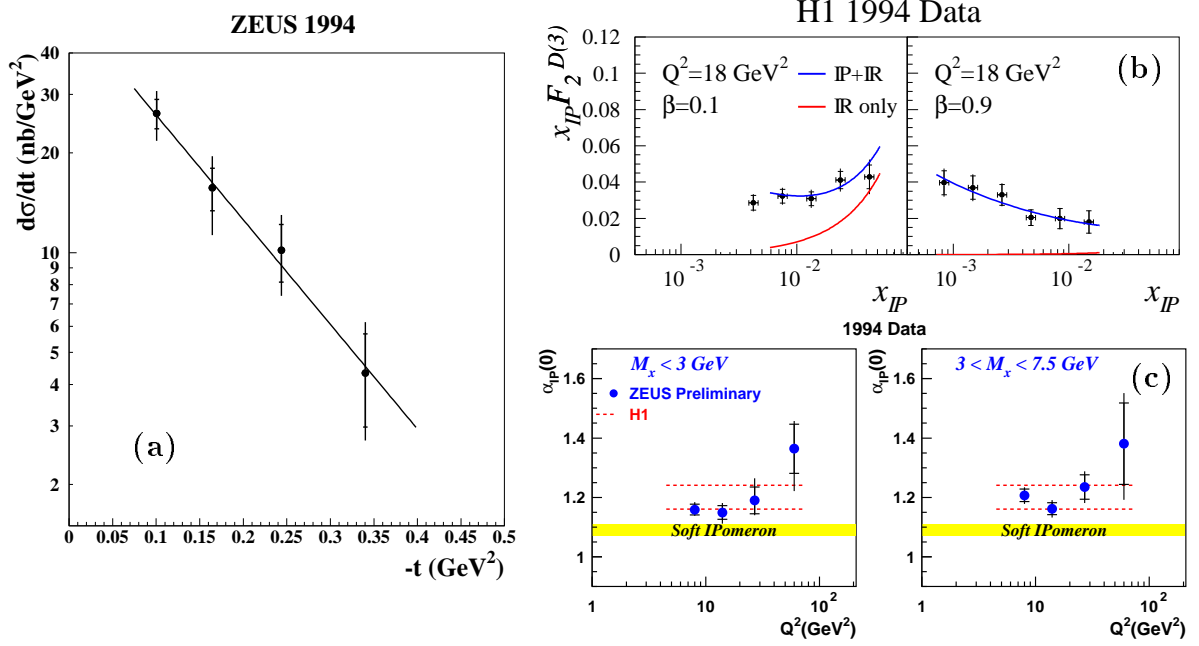 ZEUS 1994
dσ/dt (nb/GeV²)
40
30
20
10
9
8
7
6
5
4
3
2
(a)
0 0.05 0.1 0.15 0.2 0.25 0.3 0.35 0.4 0.45 0.5
-t (GeV²)
H1 1994 Data
x_IP F₂^D(3)
0.12
0.1
0.08
0.06
0.04
0.02
0
Q²=18 GeV²
β=0.1
IP+IR
IR only
Q²=18 GeV²
β=0.9
(b)
10⁻³ 10⁻² 10⁻³ 10⁻²
x_IP x_IP
1994 Data
α_IP(0)
1.6
1.4
1.2
1
M_x < 3 GeV
ZEUS Preliminary
H1
Soft IPomeron
1 10 10²
Q²(GeV²)
α_IP(0)
1.6
1.4
1.2
1
3 < M_x < 7.5 GeV
(c)
Soft IPomeron
1 10 10²
Q²(GeV²)